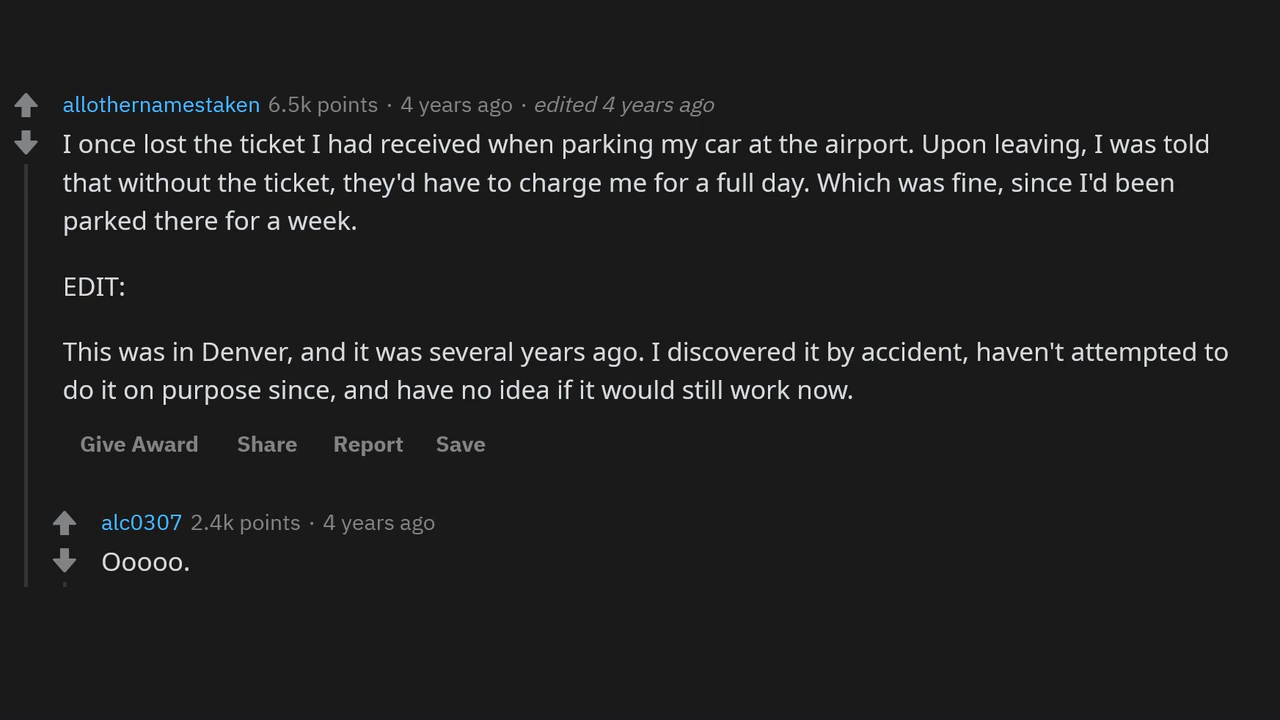 allothernamestaken 6.5k points · 4 years ago · edited 4 years ago
I once lost the ticket I had received when parking my car at the airport. Upon leaving, I was told
that without the ticket, they'd have to charge me for a full day. Which was fine, since I'd been
parked there for a week.
EDIT:
This was in Denver, and it was several years ago. I discovered it by accident, haven't attempted to
do it on purpose since, and have no idea if it would still work now.
Give Award Share Report Save
alc0307 2.4k points · 4 years ago
Ooooo.